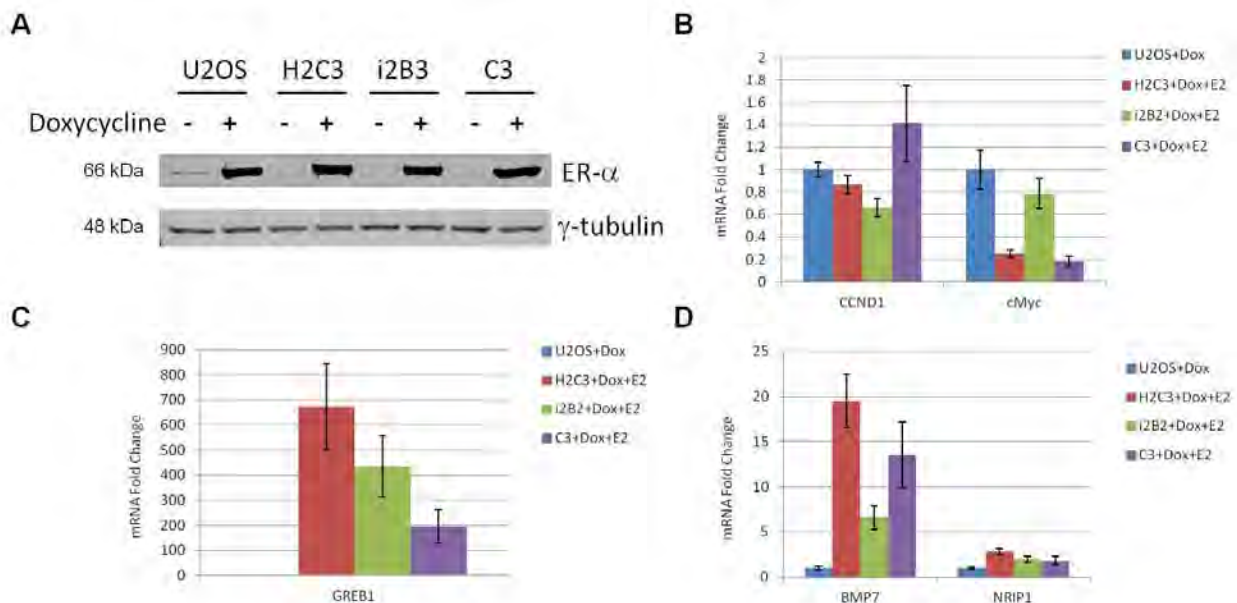 A
U2OS H2C3 i2B3 C3
Doxycycline - + - + - + - +
66 kDa ER-α
48 kDa γ-tubulin
B
mRNA Fold Change
2
1.8
1.6
1.4
1.2
1
0.8
0.6
0.4
0.2
0
CCND1 cMyc
U2OS+Dox
H2C3+Dox+E2
i2B2+Dox+E2
C3+Dox+E2
C
mRNA Fold Change
900
800
700
600
500
400
300
200
100
0
GREB1
U2OS+Dox
H2C3+Dox+E2
i2B2+Dox+E2
C3+Dox+E2
D
mRNA Fold Change
25
20
15
10
5
0
BMP7 NRIP1
U2OS+Dox
H2C3+Dox+E2
i2B2+Dox+E2
C3+Dox+E2